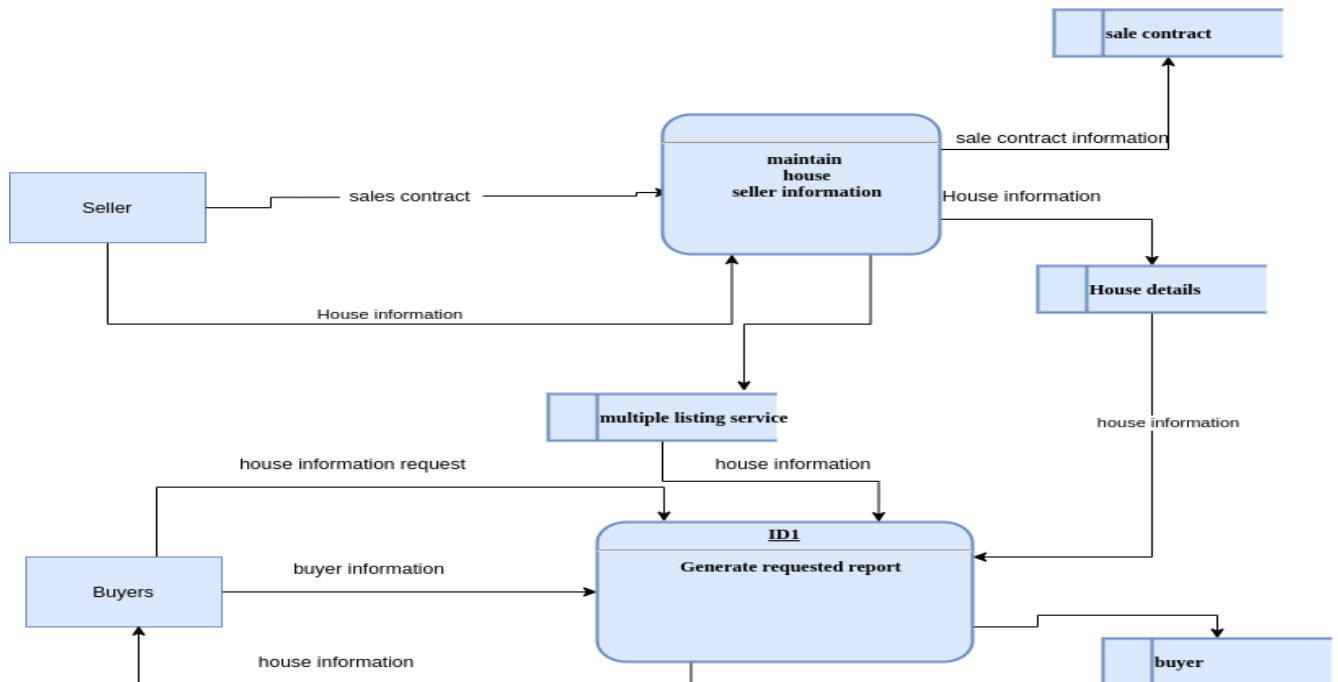 sale contract
sale contract information
maintain
house
seller information
Seller
sales contract
House information
House details
House information
multiple listing service
house information
house information request
house information
ID1
Generate requested report
buyer information
Buyers
house information
buyer